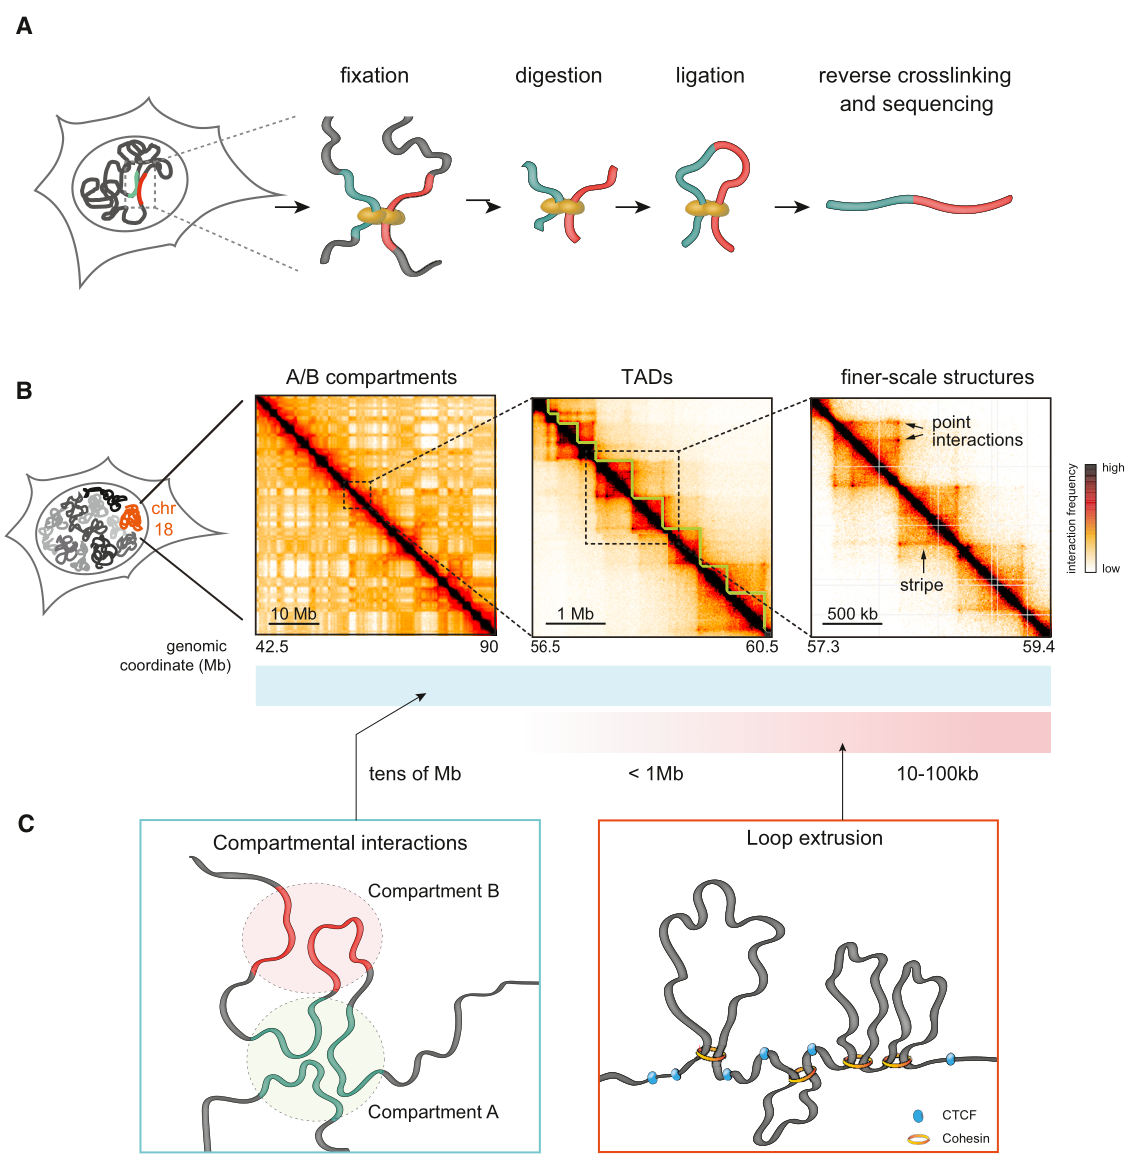 A
fixation
digestion
ligation
reverse crosslinking
and sequencing
B
A/B compartments
TADs
finer-scale structures
chr
18
point
interactions
stripe
10 Mb
1 Mb
500 kb
interaction frequency
high
low
genomic
coordinate (Mb)
42.5
90
56.5
60.5
57.3
59.4
tens of Mb
< 1Mb
10-100kb
C
Compartmental interactions
Compartment B
Compartment A
Loop extrusion
CTCF
Cohesin